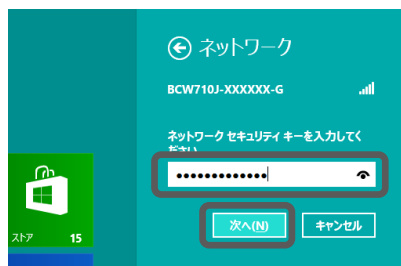 ネットワーク
BCW710J-XXXXXX-G
ネットワーク セキュリティ キーを入力してく
ださい
•••••••••••••
次へ(N) キャンセル
ストア 15